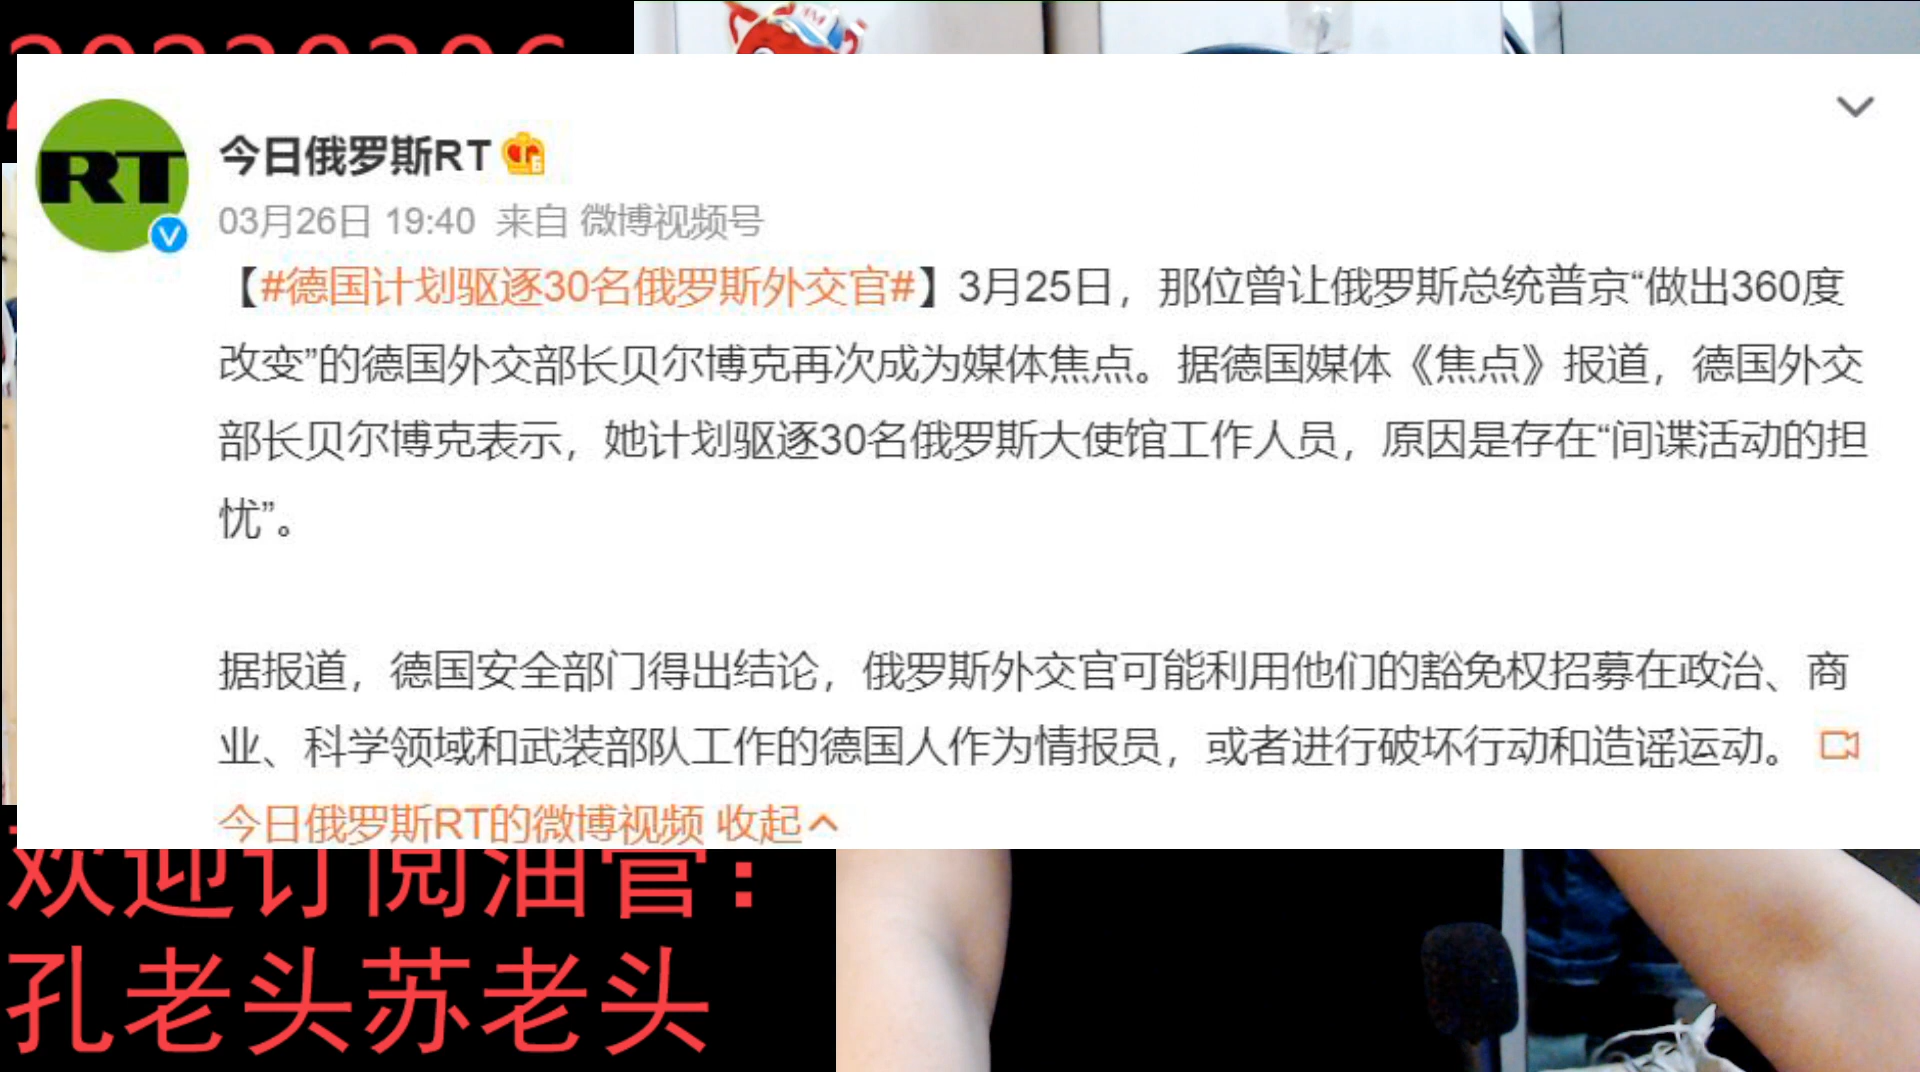 RT
今日俄罗斯RT
6
03月26日 19:40 来自 微博视频号
【#德国计划驱逐30名俄罗斯外交官#】3月25日，那位曾让俄罗斯总统普京“做出360度
改变”的德国外交部长贝尔博克再次成为媒体焦点。据德国媒体《焦点》报道，德国外交
部长贝尔博克表示，她计划驱逐30名俄罗斯大使馆工作人员，原因是存在“间谍活动的担
忧”。
据报道，德国安全部门得出结论，俄罗斯外交官可能利用他们的豁免权招募在政治、商
业、科学领域和武装部队工作的德国人作为情报员，或者进行破坏行动和造谣运动。
今日俄罗斯RT的微博视频 收起
欢迎订阅油管：
孔老头苏老头